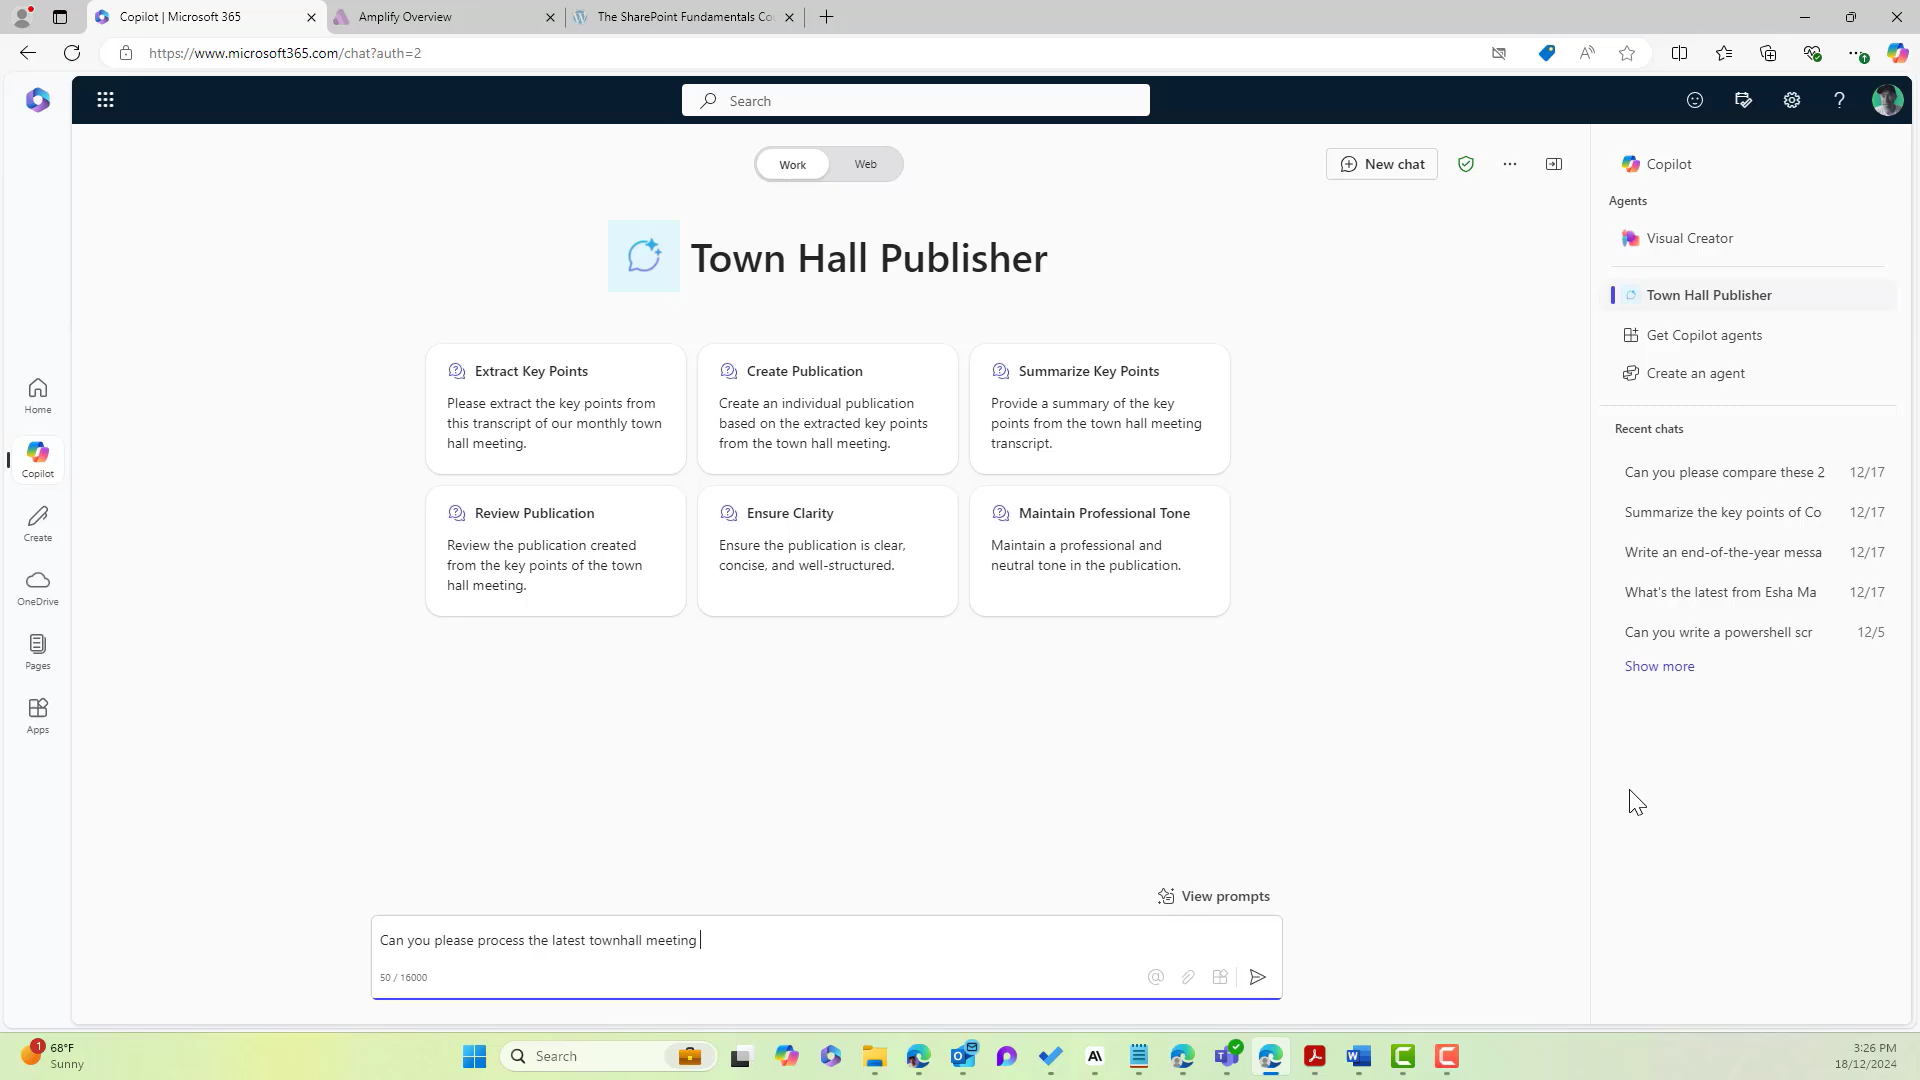 Copilot | Microsoft 365
Amplify Overview
The SharePoint Fundamentals Co
https://www.microsoft365.com/chat?auth=2
Search
Work
Web
New chat
Town Hall Publisher
Extract Key Points
Please extract the key points from
this transcript of our monthly town
hall meeting.
Create Publication
Create an individual publication
based on the extracted key points
from the town hall meeting.
Summarize Key Points
Provide a summary of the key
points from the town hall meeting
transcript.
Review Publication
Review the publication created
from the key points of the town
hall meeting.
Ensure Clarity
Ensure the publication is clear,
concise, and well-structured.
Maintain Professional Tone
Maintain a professional and
neutral tone in the publication.
View prompts
Can you please process the latest townhall meeting
50 / 16000
Home
Copilot
Create
OneDrive
Pages
Apps
Copilot
Agents
Visual Creator
Town Hall Publisher
Get Copilot agents
Create an agent
Recent chats
Can you please compare these 2 12/17
Summarize the key points of Co 12/17
Write an end-of-the-year messa 12/17
What's the latest from Esha Ma 12/17
Can you write a powershell scr 12/5
Show more
1
68°F
Sunny
Search
3:26 PM
18/12/2024